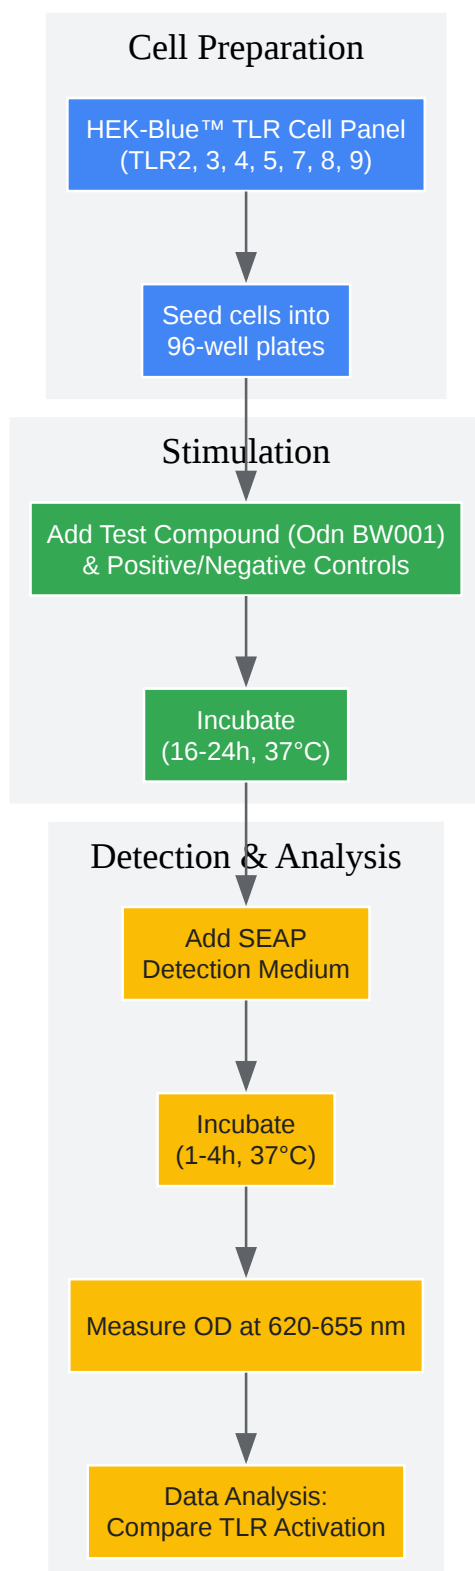 Cell Preparation
HEK-Blue™ TLR Cell Panel
(TLR2, 3, 4, 5, 7, 8, 9)
Seed cells into
96-well plates
Stimulation
Add Test Compound (Odn BW001)
& Positive/Negative Controls
Incubate
(16-24h, 37°C)
Detection & Analysis
Add SEAP
Detection Medium
Incubate
(1-4h, 37°C)
Measure OD at 620-655 nm
Data Analysis:
Compare TLR Activation